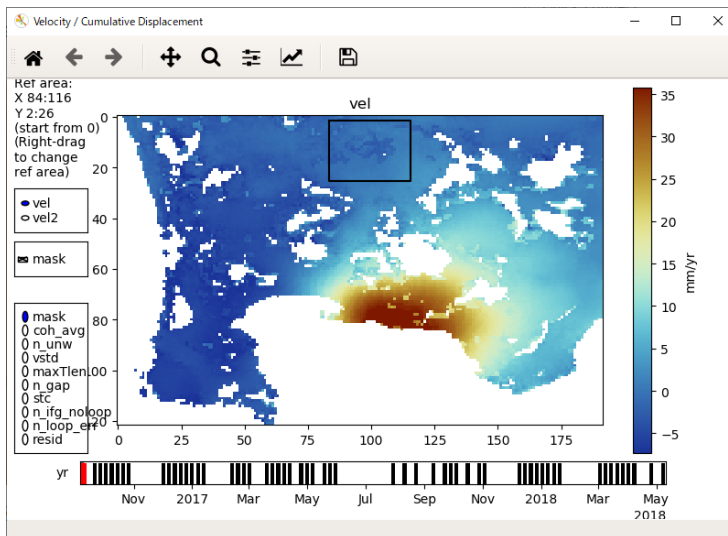 Velocity / Cumulative Displacement
Ref area:
X 84:116
Y 2:26
(start from 0)
(Right-drag
to change
ref area)
vel
vel2
mask
mask
coh_avg
n_unw
vstd
maxTlen
n_gap
stc
n_ifg_noloop
n_loop_err
resid
vel
0
20
40
60
80
100
120
0
25
50
75
100
125
150
175
35
30
25
20
15
10
5
0
−5
mm/yr
yr
Nov
2017
Mar
May
Jul
Sep
Nov
2018
Mar
May
2018